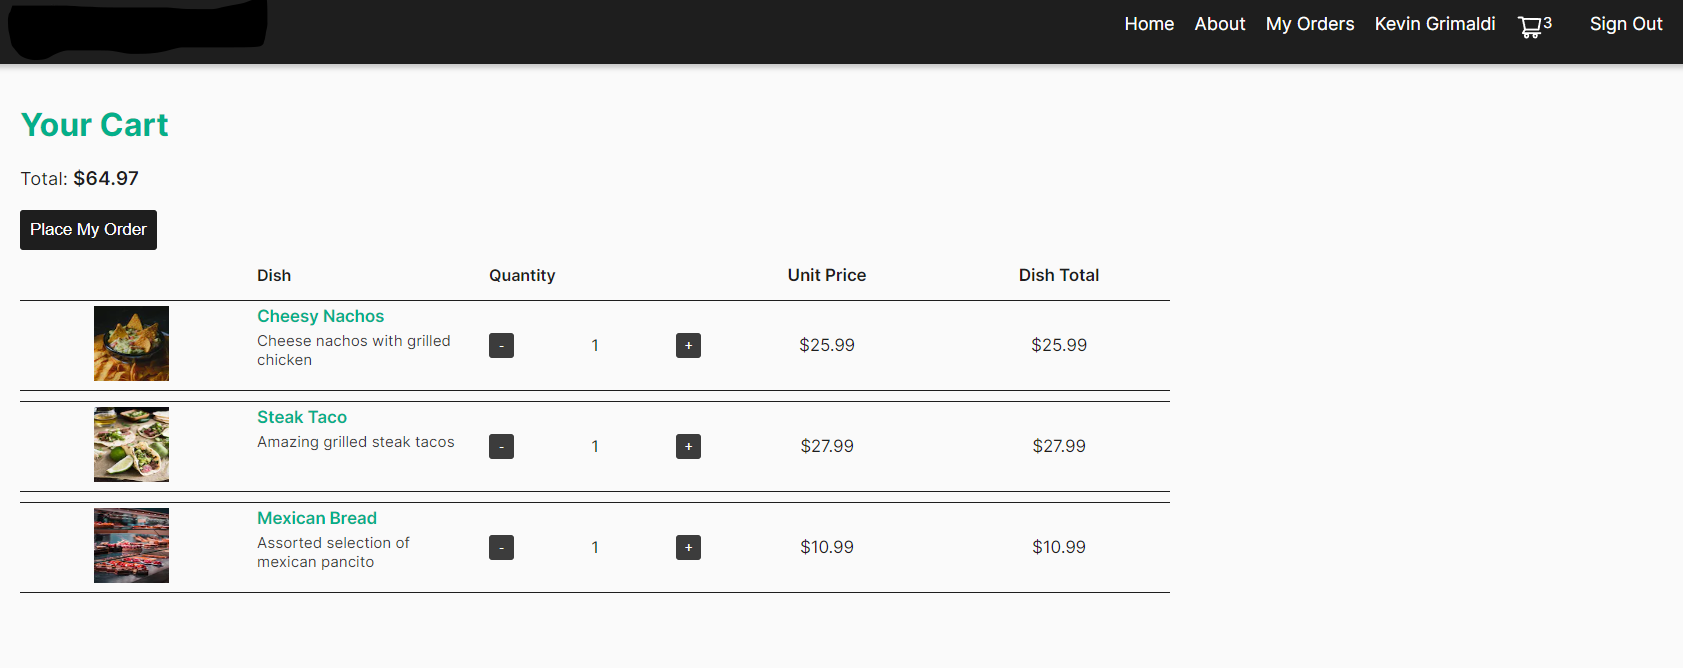 Home About My Orders Kevin Grimaldi 3 Sign Out
Your Cart
Total: $64.97
Place My Order
Dish Quantity Unit Price Dish Total
Cheesy Nachos
Cheese nachos with grilled
chicken
- 1 + $25.99 $25.99
Steak Taco
Amazing grilled steak tacos
- 1 + $27.99 $27.99
Mexican Bread
Assorted selection of
mexican pancito
- 1 + $10.99 $10.99